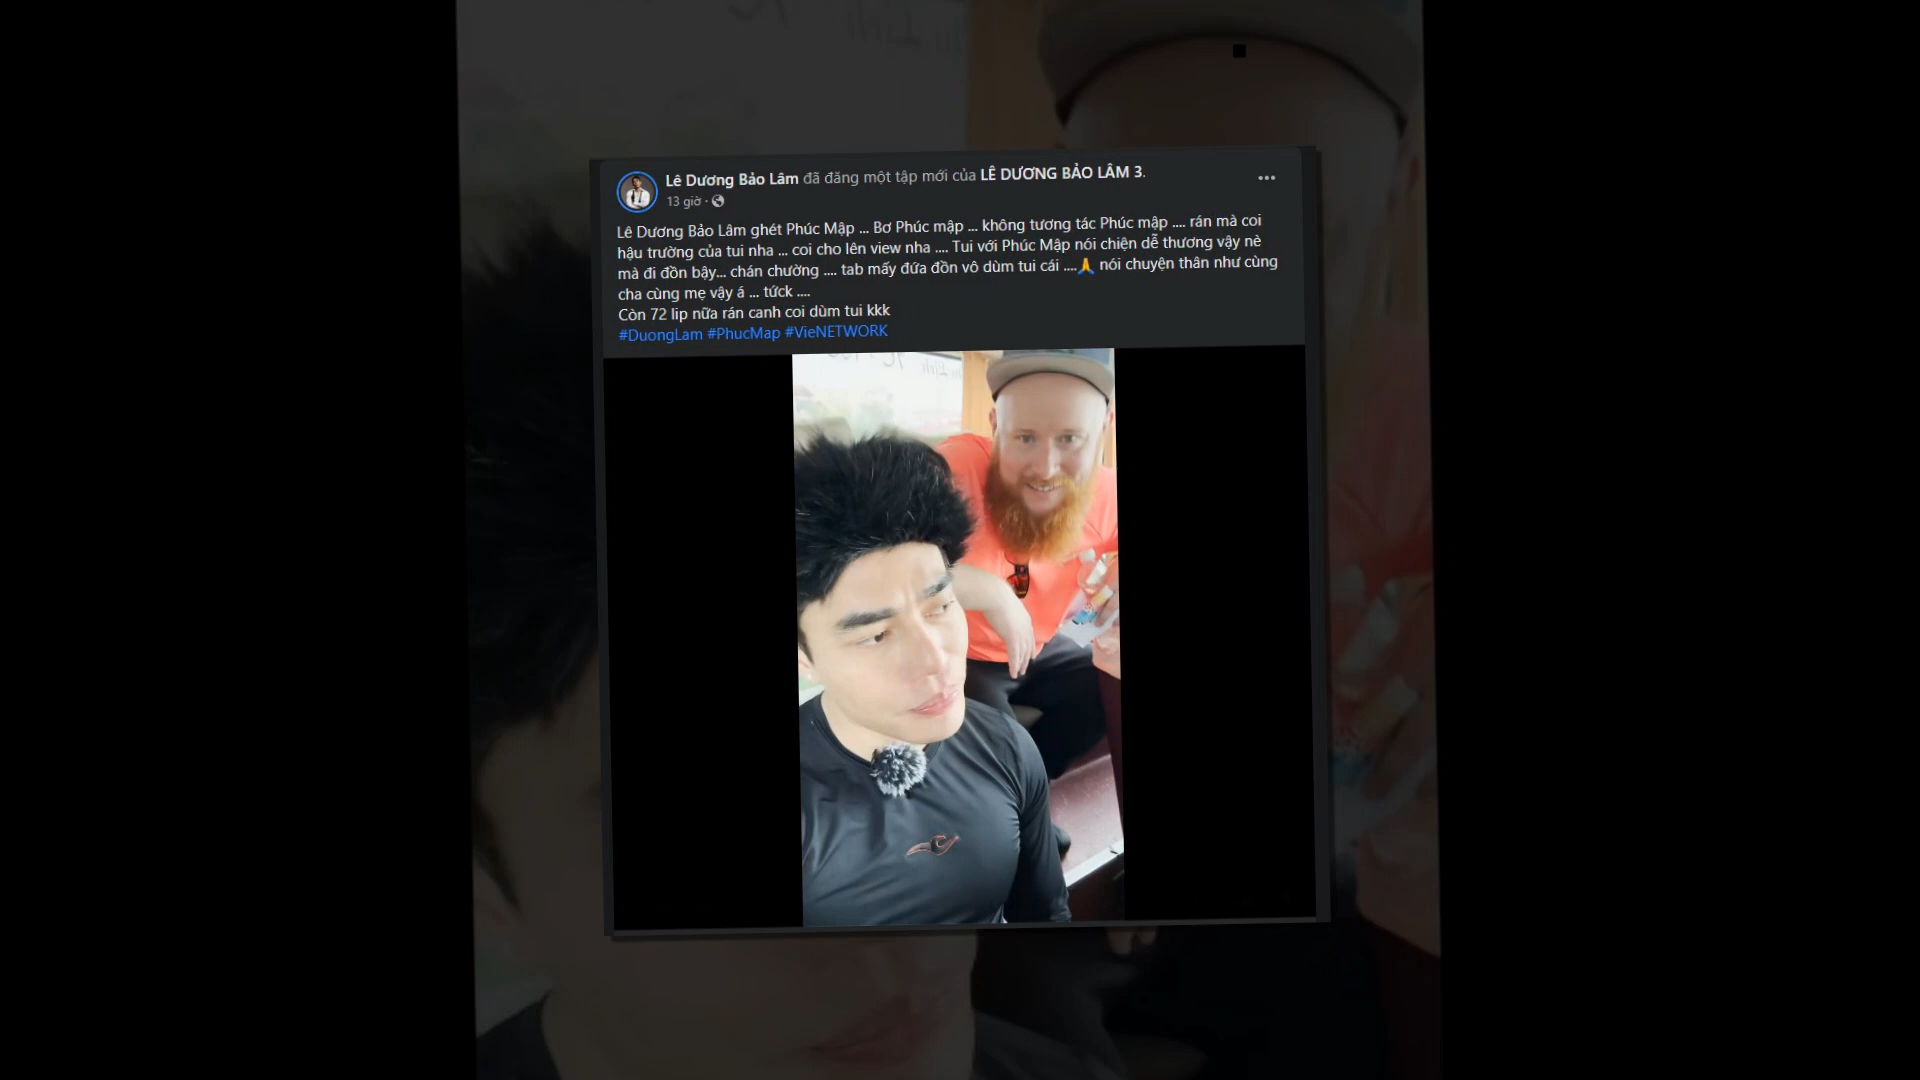 Lê Dương Bảo Lâm đã đăng một tập mới của LÊ DƯƠNG BẢO LÂM 3.
13 giờ ·
Lê Dương Bảo Lâm ghét Phúc Mập ... Bơ Phúc mập ... không tương tác Phúc mập .... rán mà coi
hậu trường của tui nha ... coi cho lên view nha .... Tui với Phúc Mập nói chiện dễ thương vậy nè
mà đi đồn bậy... chán chường .... tab mấy đứa đồn vô dùm tui cái ....🙏 nói chuyện thân như cùng
cha cùng mẹ vậy á ... tức​k ....
Còn 72 lip nữa rán canh coi dùm tui kkk
#DuongLam #PhucMap #VieNETWORK